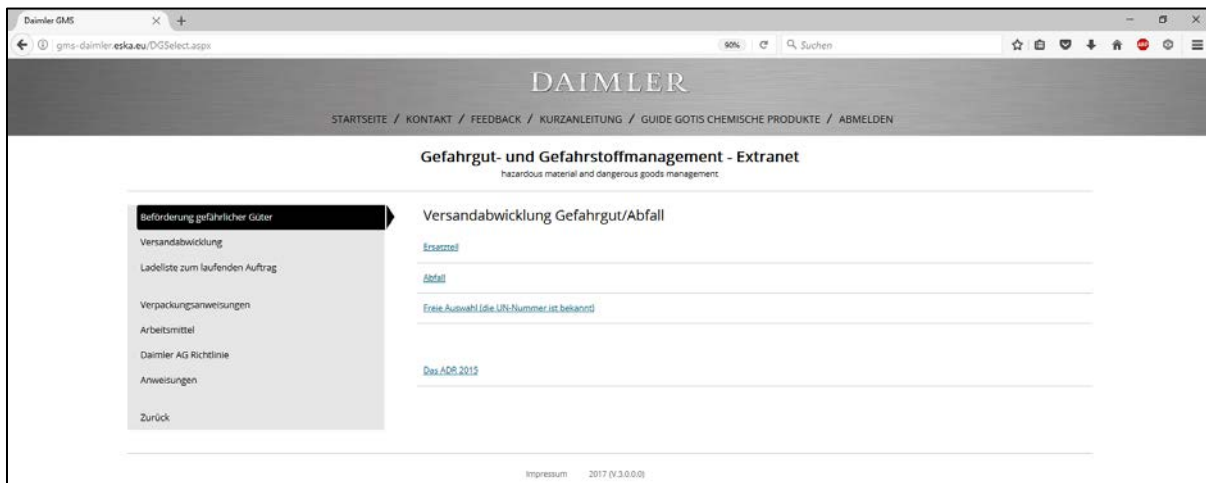 Daimler GMS
gms-daimler.eska.eu/DGSelect.aspx
90%
Suchen
DAIMLER
STARTSEITE / KONTAKT / FEEDBACK / KURZANLEITUNG / GUIDE GOTIS CHEMISCHE PRODUKTE / ABMELDEN
Gefahrgut- und Gefahrstoffmanagement - Extranet
hazardous material and dangerous goods management
Beförderung gefährlicher Güter
Versandabwicklung
Ladeliste zum laufenden Auftrag
Verpackungsanweisungen
Arbeitsmittel
Daimler AG Richtlinie
Anweisungen
Zurück
Versandabwicklung Gefahrgut/Abfall
Ersatzteil
Abfall
Freie Auswahl (die UN-Nummer ist bekannt)
Das ADR 2015
Impressum 2017 (V.3.0.0.0)